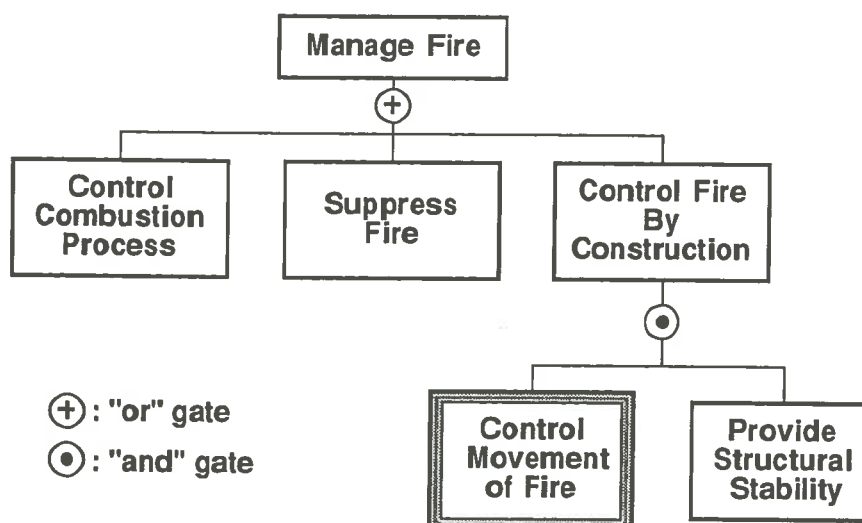 Manage Fire
+
Control
Combustion
Process
Suppress
Fire
Control Fire
By
Construction
+ : "or" gate
• : "and" gate
Control
Movement
of Fire
Provide
Structural
Stability